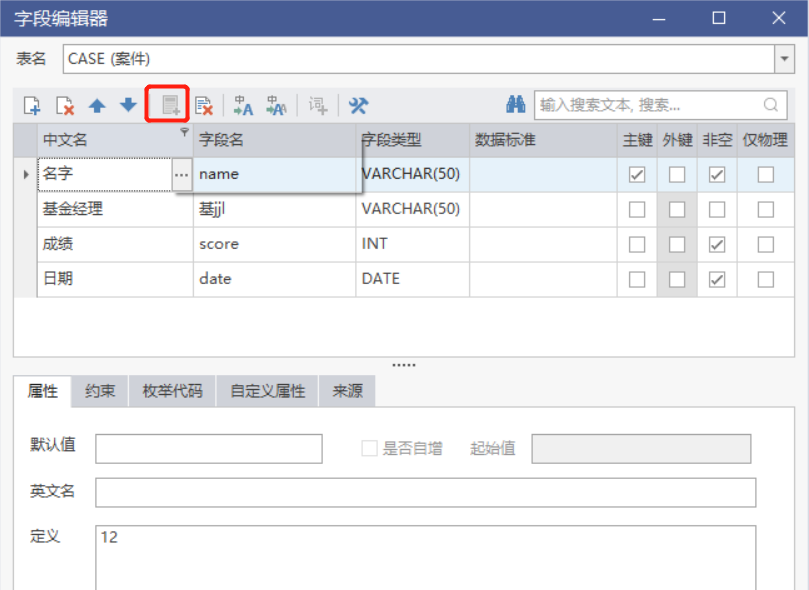 字段编辑器
表名 CASE (案件)
中 A 中 A 词
输入搜索文本, 搜索...
中文名 字段名 字段类型 数据标准 主键 外键 非空 仅物理
名字 ... name VARCHAR(50)
基金经理 基jjl VARCHAR(50)
成绩 score INT
日期 date DATE
属性 约束 枚举代码 自定义属性 来源
默认值 是否自增 起始值
英文名
定义 12